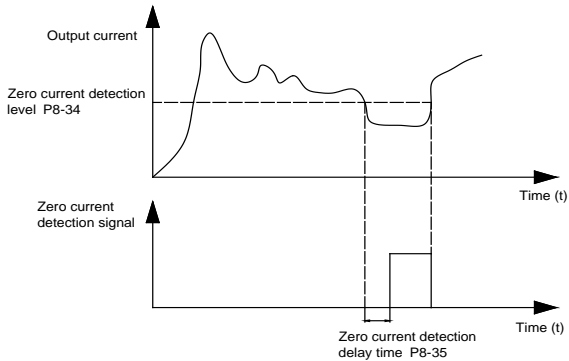 Output current
Zero current detection
level P8-34
Time (t)
Zero current
detection signal
Time (t)
Zero current detection
delay time P8-35